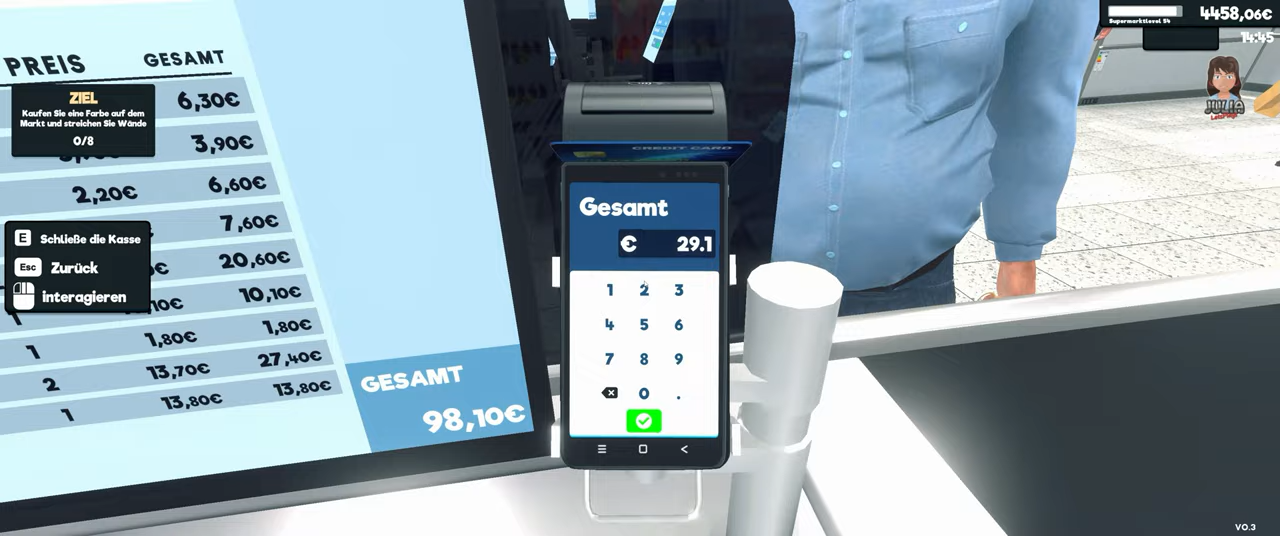 PREIS GESAMT
ZIEL
Kaufen Sie eine Farbe auf dem
Markt und streichen Sie Wände
0/8
6,30€
3,90€
2,20€ 6,60€
7,60€
20,60€
10,10€
1 1,80€ 1,80€
2 13,70€ 27,40€
1 13,80€ 13,80€
GESAMT
98,10€
E Schließe die Kasse
Esc Zurück
interagieren
CREDIT CARD
Gesamt
€ 29.1
1 2 3
4 5 6
7 8 9
0 .
4458,06€
Supermarktlevel 54
14:45
JULIA
V0.3